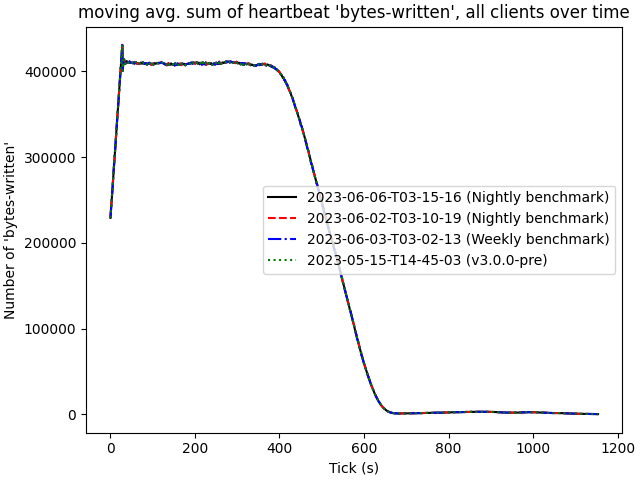 moving avg. sum of heartbeat 'bytes-written', all clients over time
Number of 'bytes-written'
400000
300000
200000
100000
0
2023-06-06-T03-15-16 (Nightly benchmark)
2023-06-02-T03-10-19 (Nightly benchmark)
2023-06-03-T03-02-13 (Weekly benchmark)
2023-05-15-T14-45-03 (v3.0.0-pre)
0 200 400 600 800 1000 1200
Tick (s)